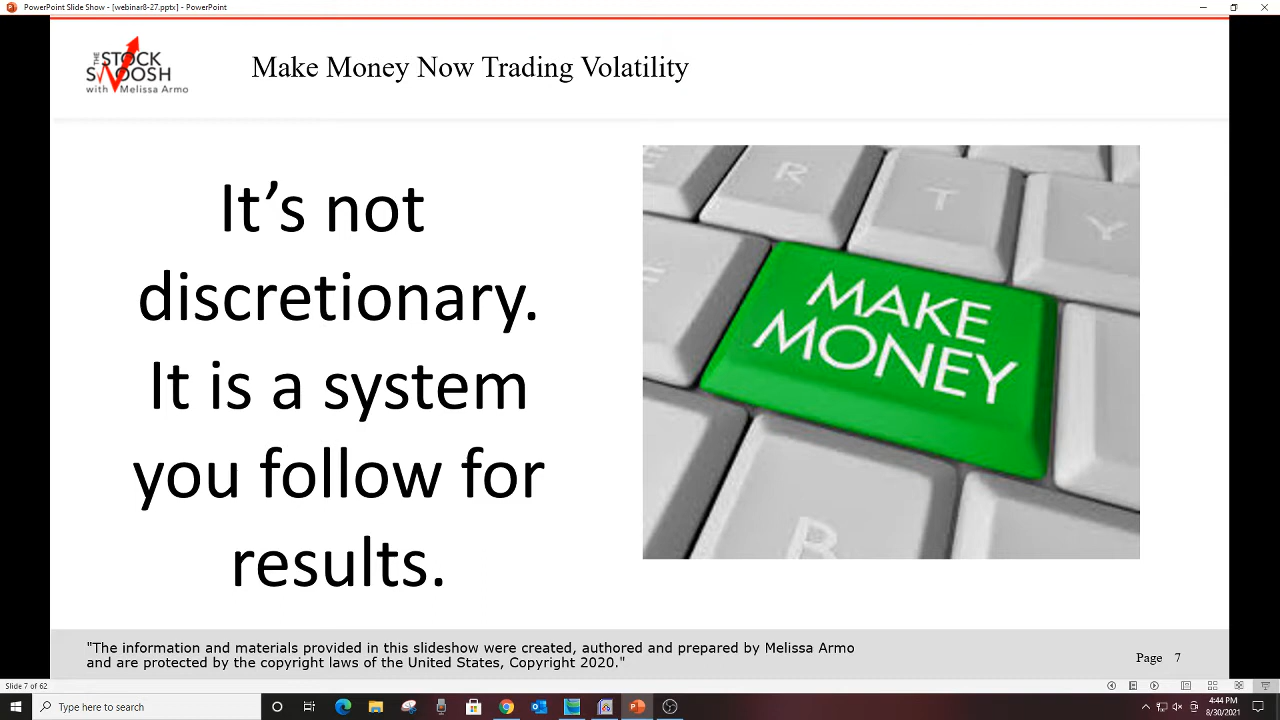 PowerPoint Slide Show - [webinar8-27.pptx] - PowerPoint
THE STOCK
SWOOSH
with Melissa Armo
Make Money Now Trading Volatility
It’s not
discretionary.
It is a system
you follow for
results.
E
R
T
Y
F
MAKE
MONEY
B
"The information and materials provided in this slideshow were created, authored and prepared by Melissa Armo
and are protected by the copyright laws of the United States, Copyright 2020."
Page 7
Slide 7 of 62
Type here to search
4:44 PM
8/30/2021